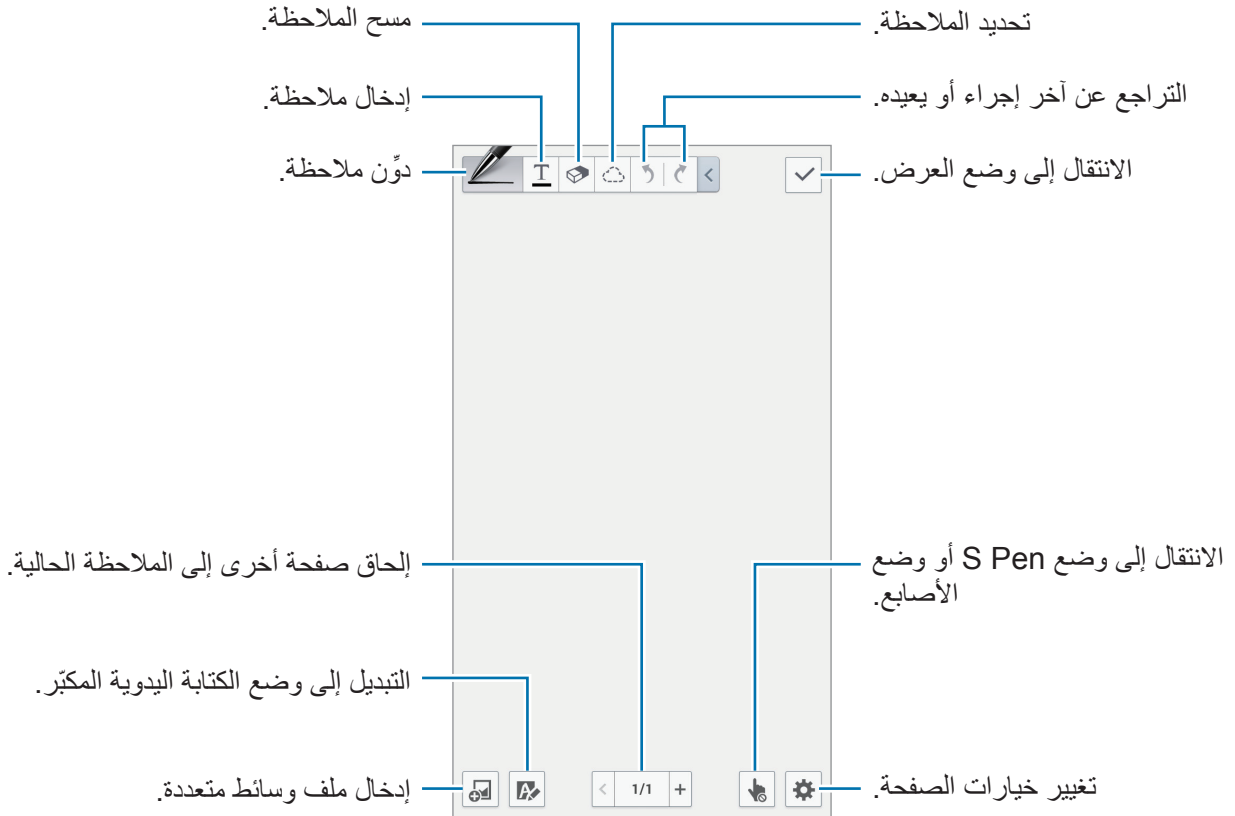 تحديد الملاحظة.
مسح الملاحظة.
التراجع عن آخر إجراء أو يعيده.
إدخال ملاحظة.
الانتقال إلى وضع العرض.
دوِّن ملاحظة.
T
الانتقال إلى وضع S Pen أو وضع
الأصابع.
إلحاق صفحة أخرى إلى الملاحظة الحالية.
التبديل إلى وضع الكتابة اليدوية المكبّر.
تغيير خيارات الصفحة.
إدخال ملف وسائط متعددة.
A
< 1/1 +